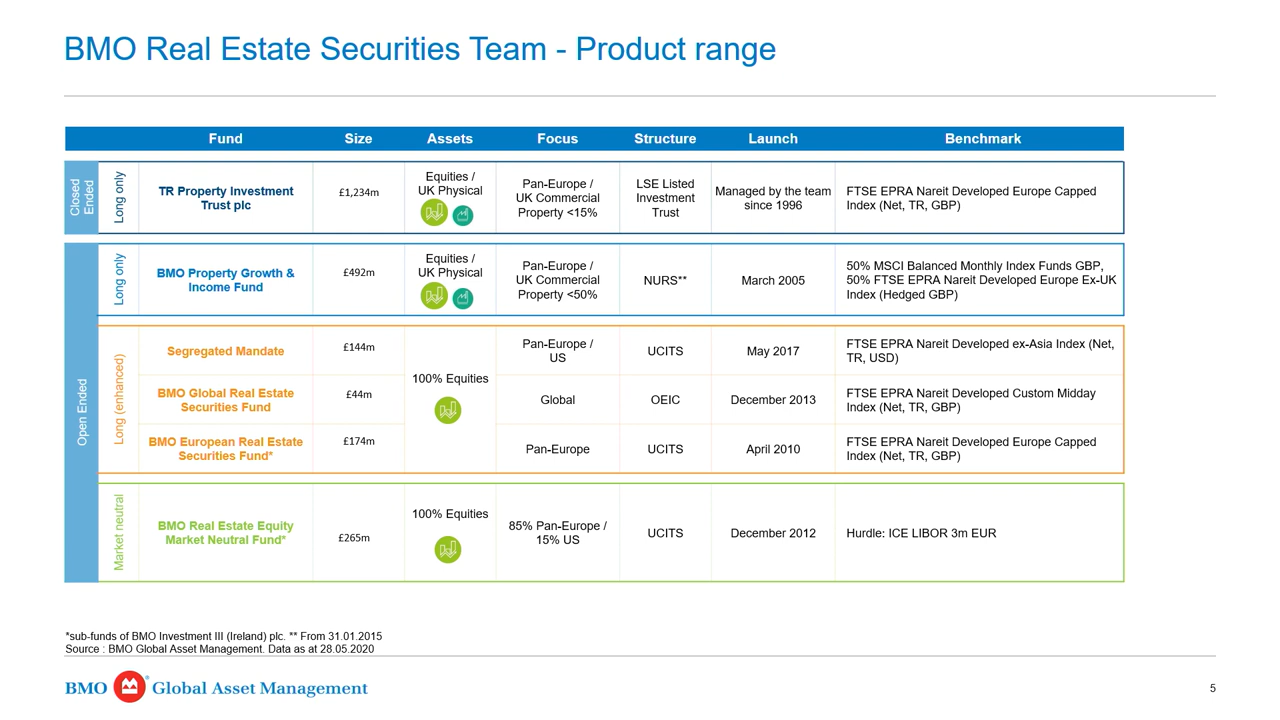 BMO Real Estate Securities Team - Product range
Fund Size Assets Focus Structure Launch Benchmark
Closed
Ended
Long only
TR Property Investment
Trust plc
£1,234m
Equities /
UK Physical
Pan-Europe /
UK Commercial
Property <15%
LSE Listed
Investment
Trust
Managed by the team
since 1996
FTSE EPRA Nareit Developed Europe Capped
Index (Net, TR, GBP)
Open Ended
Long only
BMO Property Growth &
Income Fund
£492m
Equities /
UK Physical
Pan-Europe /
UK Commercial
Property <50%
NURS**
March 2005
50% MSCI Balanced Monthly Index Funds GBP,
50% FTSE EPRA Nareit Developed Europe Ex-UK
Index (Hedged GBP)
Long (enhanced)
Segregated Mandate
£144m
100% Equities
Pan-Europe /
US
UCITS
May 2017
FTSE EPRA Nareit Developed ex-Asia Index (Net,
TR, USD)
BMO Global Real Estate
Securities Fund
£44m
Global
OEIC
December 2013
FTSE EPRA Nareit Developed Custom Midday
Index (Net, TR, GBP)
BMO European Real Estate
Securities Fund*
£174m
Pan-Europe
UCITS
April 2010
FTSE EPRA Nareit Developed Europe Capped
Index (Net, TR, GBP)
Market neutral
BMO Real Estate Equity
Market Neutral Fund*
£265m
100% Equities
85% Pan-Europe /
15% US
UCITS
December 2012
Hurdle: ICE LIBOR 3m EUR
*sub-funds of BMO Investment III (Ireland) plc. ** From 31.01.2015
Source : BMO Global Asset Management. Data as at 28.05.2020
BMO ® Global Asset Management
5